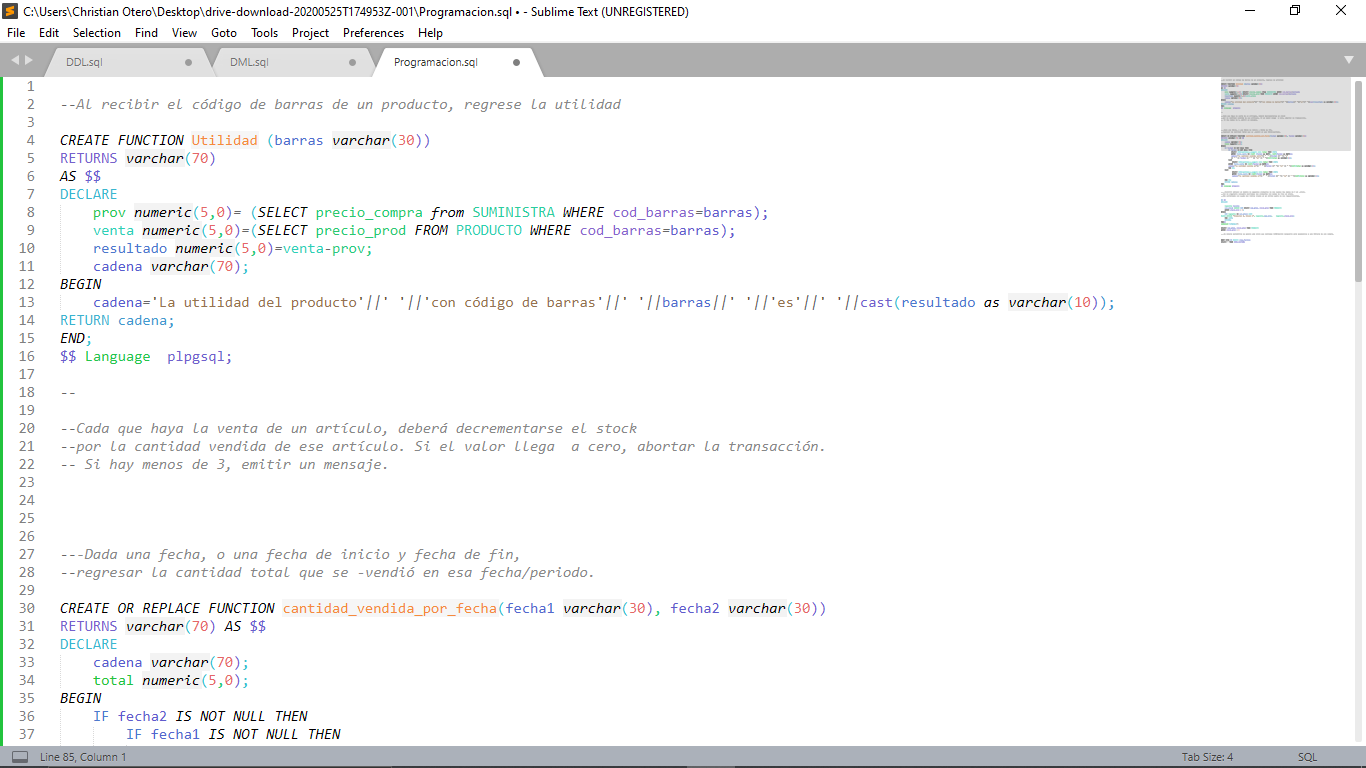 C:\Users\Christian Otero\Desktop\drive-download-20200525T174953Z-001\Programacion.sql • - Sublime Text (UNREGISTERED)
File Edit Selection Find View Goto Tools Project Preferences Help
DDL.sql DML.sql Programacion.sql
1
2 --Al recibir el código de barras de un producto, regrese la utilidad
3
4 CREATE FUNCTION Utilidad (barras varchar(30))
5 RETURNS varchar(70)
6 AS $$
7 DECLARE
8 prov numeric(5,0)= (SELECT precio_compra from SUMINISTRA WHERE cod_barras=barras);
9 venta numeric(5,0)=(SELECT precio_prod FROM PRODUCTO WHERE cod_barras=barras);
10 resultado numeric(5,0)=venta-prov;
11 cadena varchar(70);
12 BEGIN
13 cadena='La utilidad del producto'||' '||'con código de barras'||' '||barras||' '||'es'||' '||cast(resultado as varchar(10));
14 RETURN cadena;
15 END;
16 $$ Language  plpgsql;
17
18 --
19
20 --Cada que haya la venta de un artículo, deberá decrementarse el stock
21 --por la cantidad vendida de ese artículo. Si el valor llega  a cero, abortar la transacción.
22 -- Si hay menos de 3, emitir un mensaje.
23
24
25
26
27 ---Dada una fecha, o una fecha de inicio y fecha de fin,
28 --regresar la cantidad total que se -vendió en esa fecha/periodo.
29
30 CREATE OR REPLACE FUNCTION cantidad_vendida_por_fecha(fecha1 varchar(30), fecha2 varchar(30))
31 RETURNS varchar(70) AS $$
32 DECLARE
33 cadena varchar(70);
34 total numeric(5,0);
35 BEGIN
36 IF fecha2 IS NOT NULL THEN
37 IF fecha1 IS NOT NULL THEN
Line 85, Column 1 Tab Size: 4 SQL